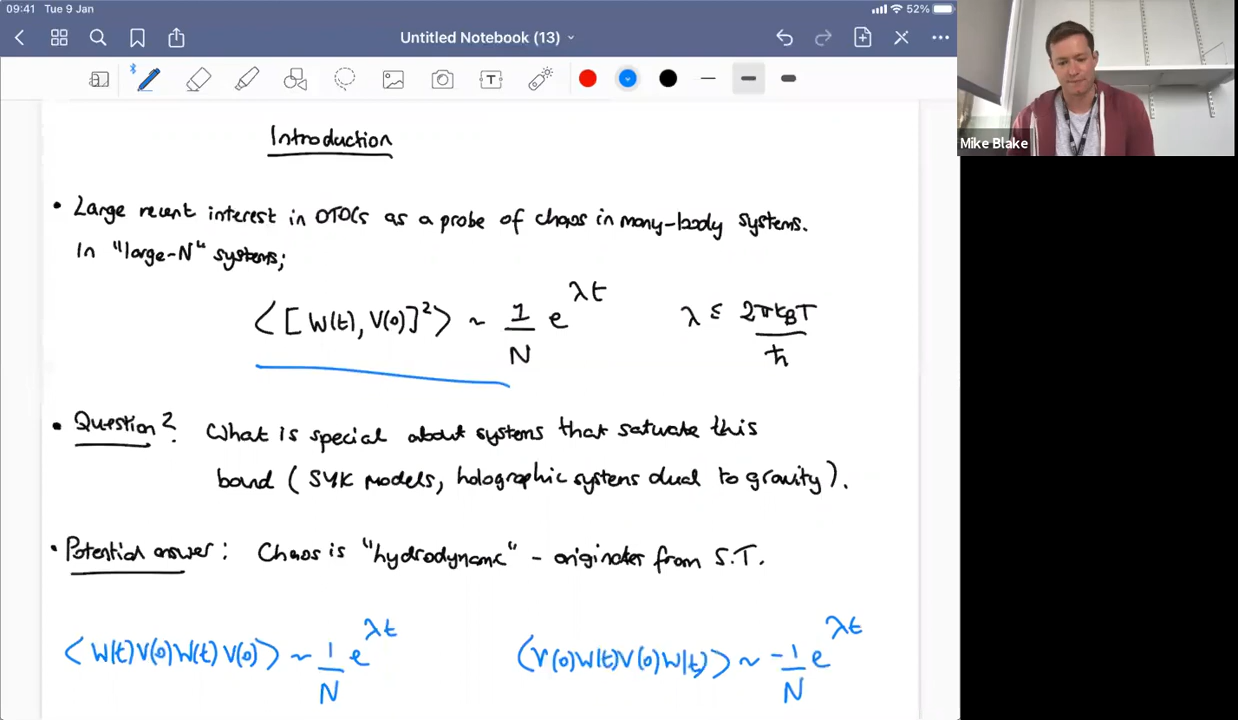 09:41 Tue 9 Jan
52%
Untitled Notebook (13)
Mike Blake
Introduction
• Large recent interest in OTOCs as a probe of chaos in many-body systems.
In "large-N" systems;
⟨[W(t), V(0)]²⟩ ~ 1/N e^{λt}    λ ≤ 2πk_BT/ħ
• Question?: What is special about systems that saturate this
bound (SYK models, holographic systems dual to gravity).
• Potential answer: Chaos is "hydrodynamic" - originates from S.T.
⟨W(t)V(0)W(t)V(0)⟩ ~ 1/N e^{λt}    ⟨V(0)W(t)V(0)W(t)⟩ ~ -1/N e^{λt}